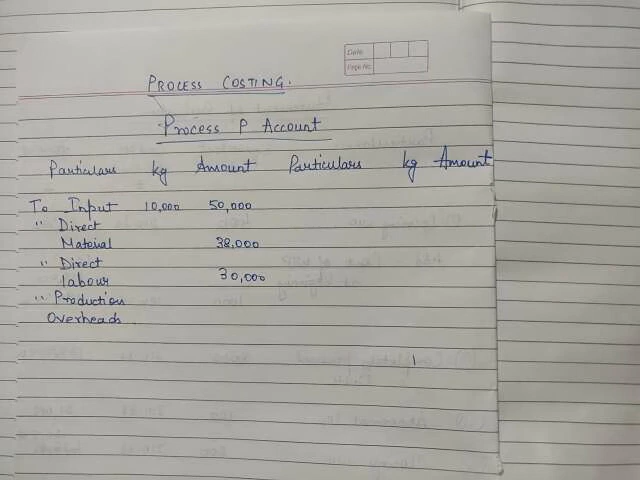 Date
Page No.
PROCESS COSTING.
Process P Account
Particulars kg Amount Particulars kg Amount
To Input 10,000 50,000
" Direct
Material 38,000
" Direct
labour 30,000
" Production
Overheads